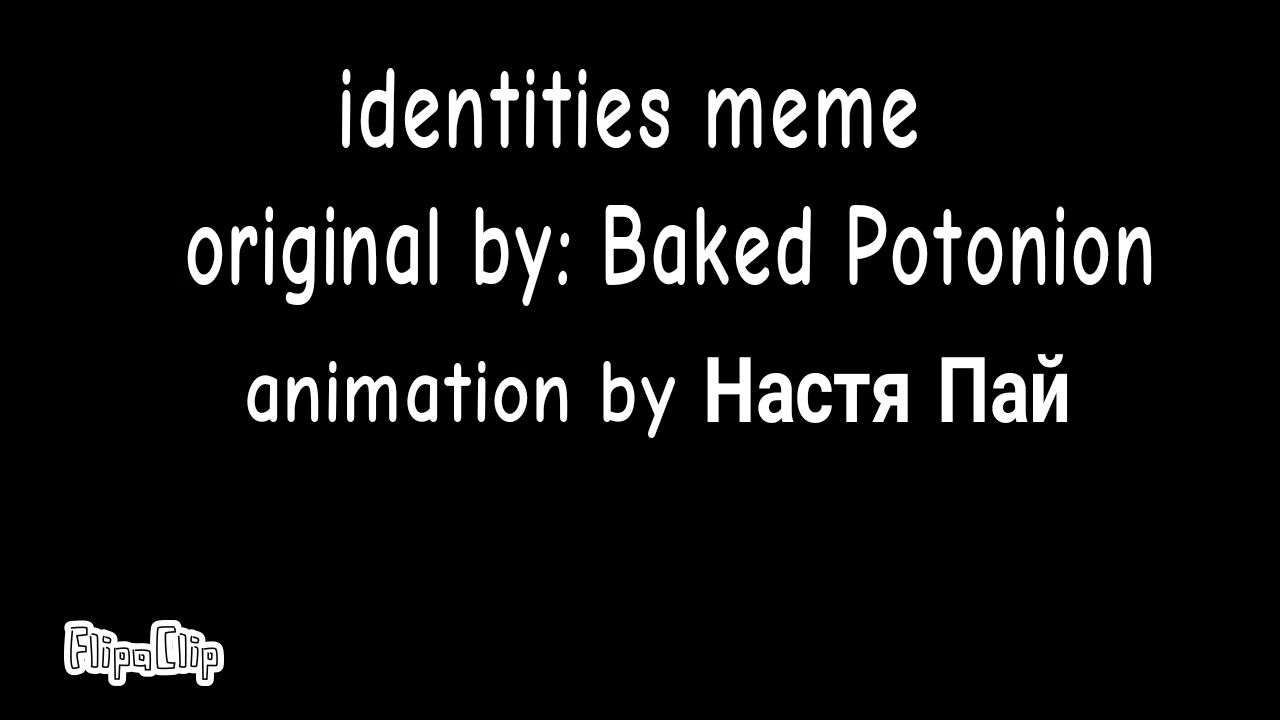 identities meme
original by: Baked Potonion
animation by Настя Пай
FlipaClip